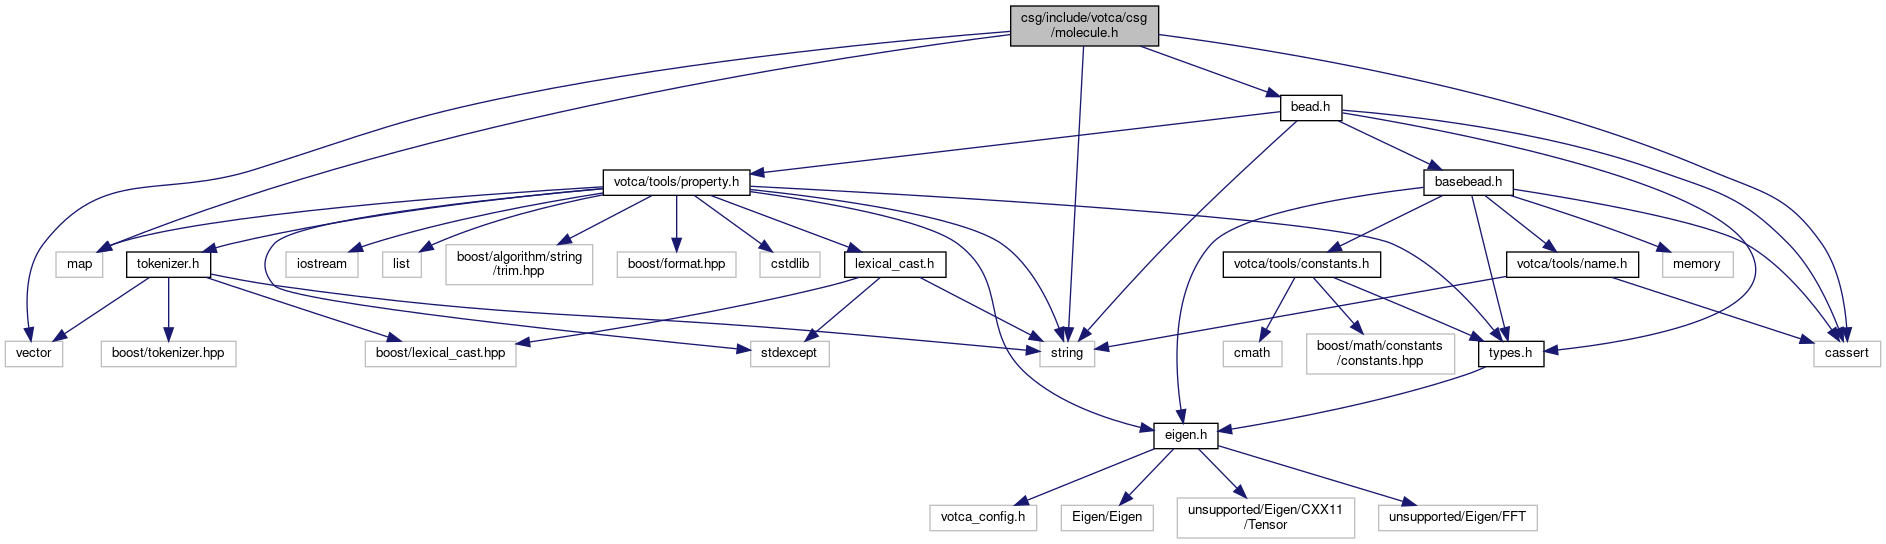 csg/include/votca/csg
/molecule.h
bead.h
votca/tools/property.h
basebead.h
map
tokenizer.h
iostream
list
boost/algorithm/string
/trim.hpp
boost/format.hpp
cstdlib
lexical_cast.h
votca/tools/constants.h
votca/tools/name.h
memory
vector
boost/tokenizer.hpp
boost/lexical_cast.hpp
stdexcept
string
cmath
boost/math/constants
/constants.hpp
types.h
cassert
eigen.h
votca_config.h
Eigen/Eigen
unsupported/Eigen/CXX11
/Tensor
unsupported/Eigen/FFT